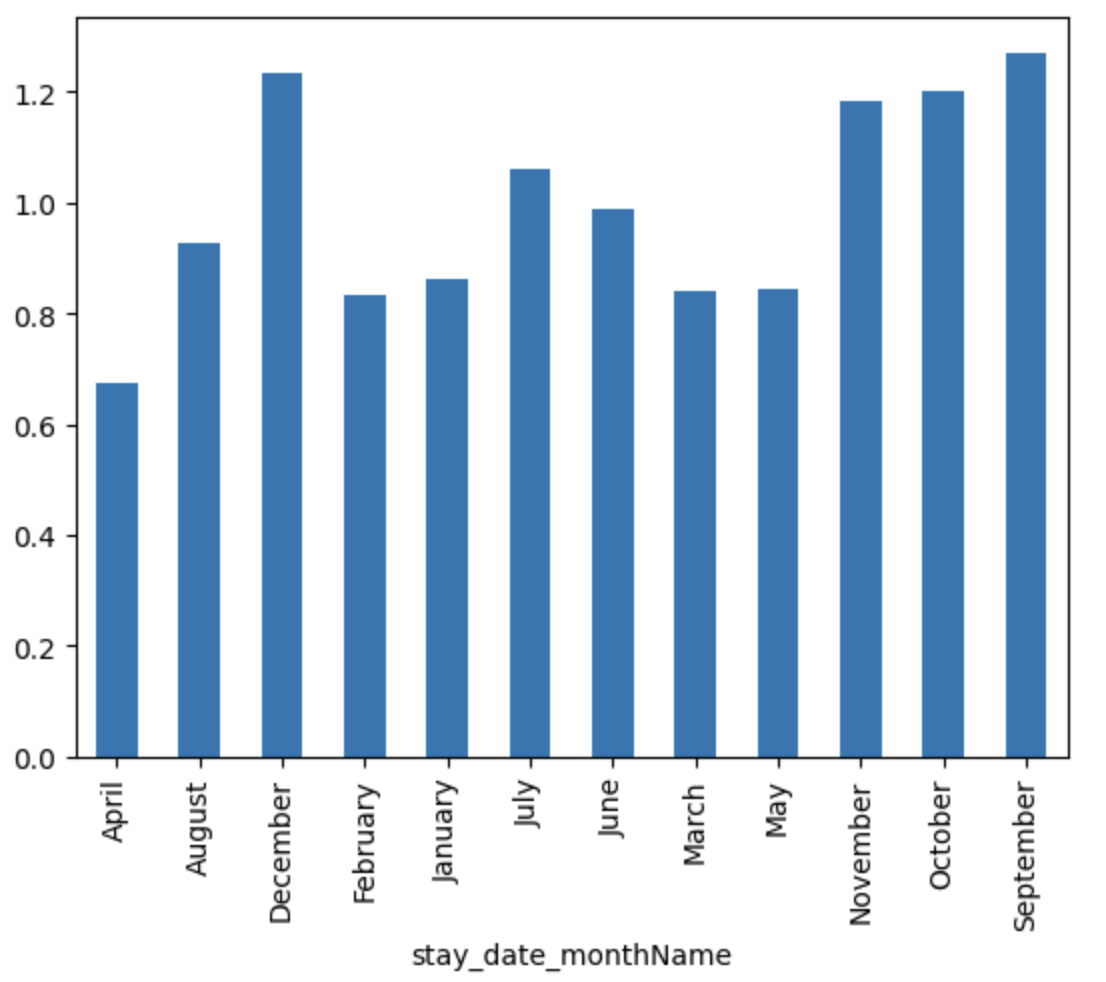 1.2
1.0
0.8
0.6
0.4
0.2
0.0
April
August
December
February
January
July
June
March
May
November
October
September
stay_date_monthName